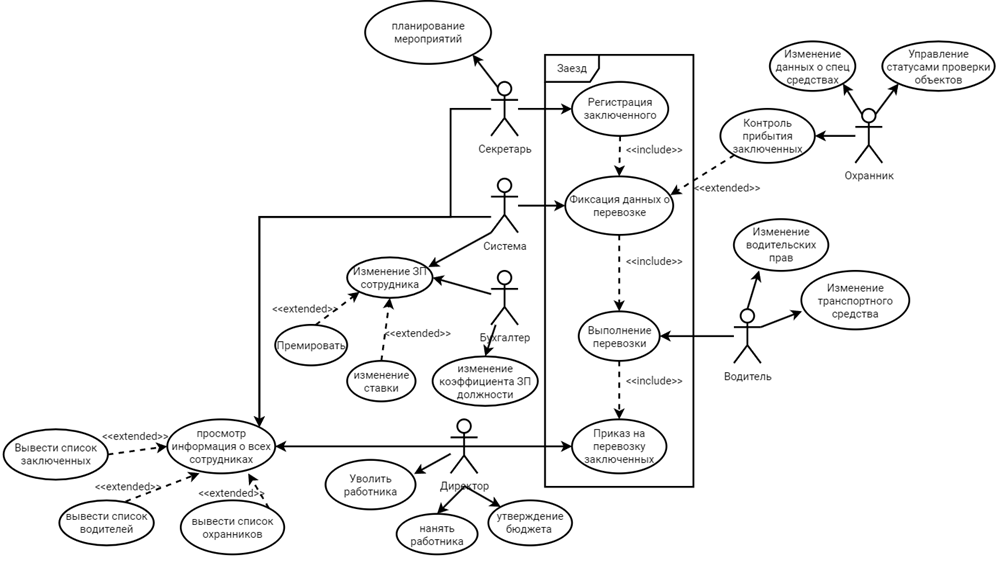 планирование
мероприятий
Заезд
Изменение
данных о спец
средствах
Управление
статусами проверки
объектов
Регистрация
заключенного
Контроль
прибытия
заключенных
Секретарь
<<include>>
Охранник
<<extended>>
Фиксация данных о
перевозке
Система
Изменение
водительских
прав
<<include>>
Изменение ЗП
сотрудника
Изменение
транспортного
средства
<<extended>>
<<extended>>
Премировать
Бухгалтер
Выполнение
перевозки
Водитель
изменение
ставки
изменение
коэффициента ЗП
должности
<<include>>
<<extended>>
Вывести список
заключенных
просмотр
информация о всех
сотрудниках
Приказ на
перевозку
заключенных
Уволить
работника
Директор
<<extended>>
<<extended>>
вывести список
водителей
вывести список
охранников
нанять
работника
утверждение
бюджета